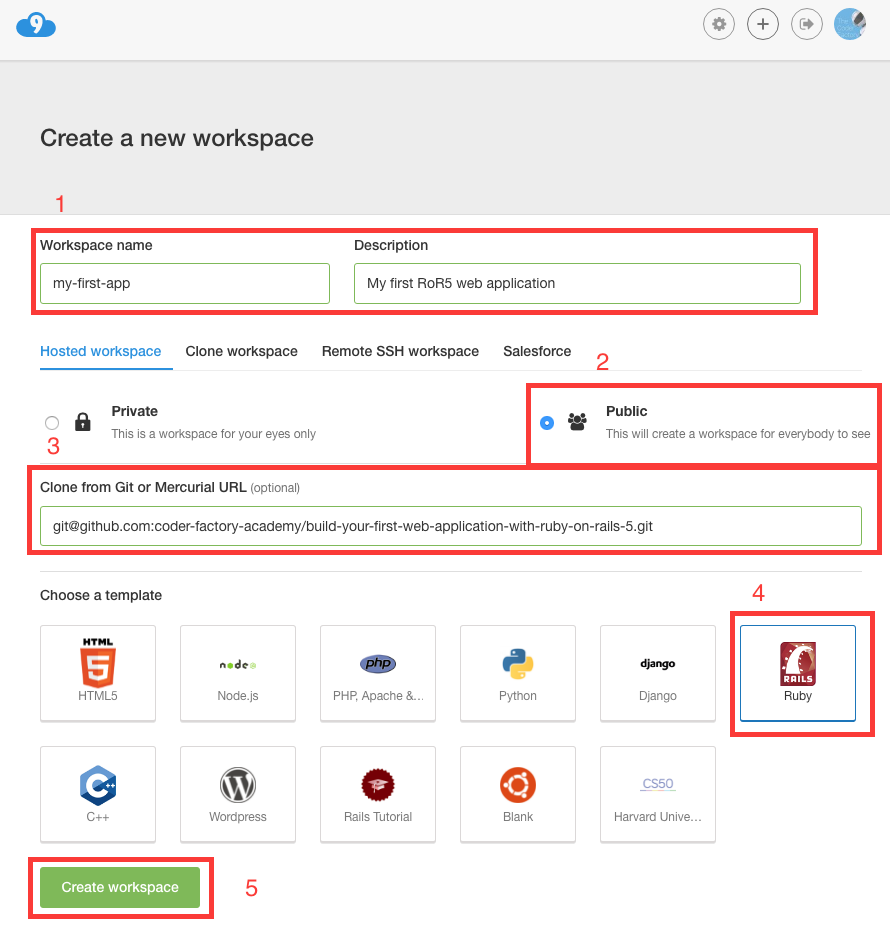 9
Create a new workspace
1
Workspace name Description
my-first-app My first RoR5 web application
Hosted workspace Clone workspace Remote SSH workspace Salesforce
2
Private Public
This is a workspace for your eyes only This will create a workspace for everybody to see
3
Clone from Git or Mercurial URL (optional)
git@github.com:coder-factory-academy/build-your-first-web-application-with-ruby-on-rails-5.git
Choose a template
4
HTML 5 node php django RAILS
HTML5 Node.js PHP, Apache &... Python Django Ruby
C++ W CS50
C++ Wordpress Rails Tutorial Blank Harvard Unive...
Create workspace
5